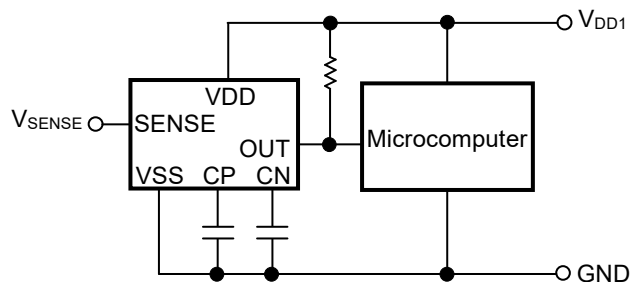 VDD1
VDD
VSENSE
SENSE
OUT
Microcomputer
VSS CP CN
GND